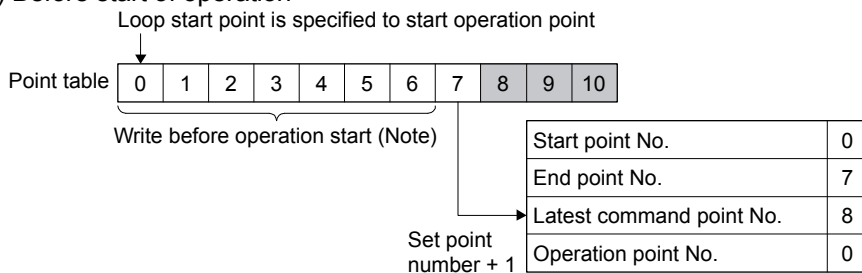 ) Before start of operation
Loop start point is specified to start operation point
Point table 0 1 2 3 4 5 6 7 8 9 10
Write before operation start (Note)
Start point No. 0
End point No. 7
Latest command point No. 8
Operation point No. 0
Set point
number + 1